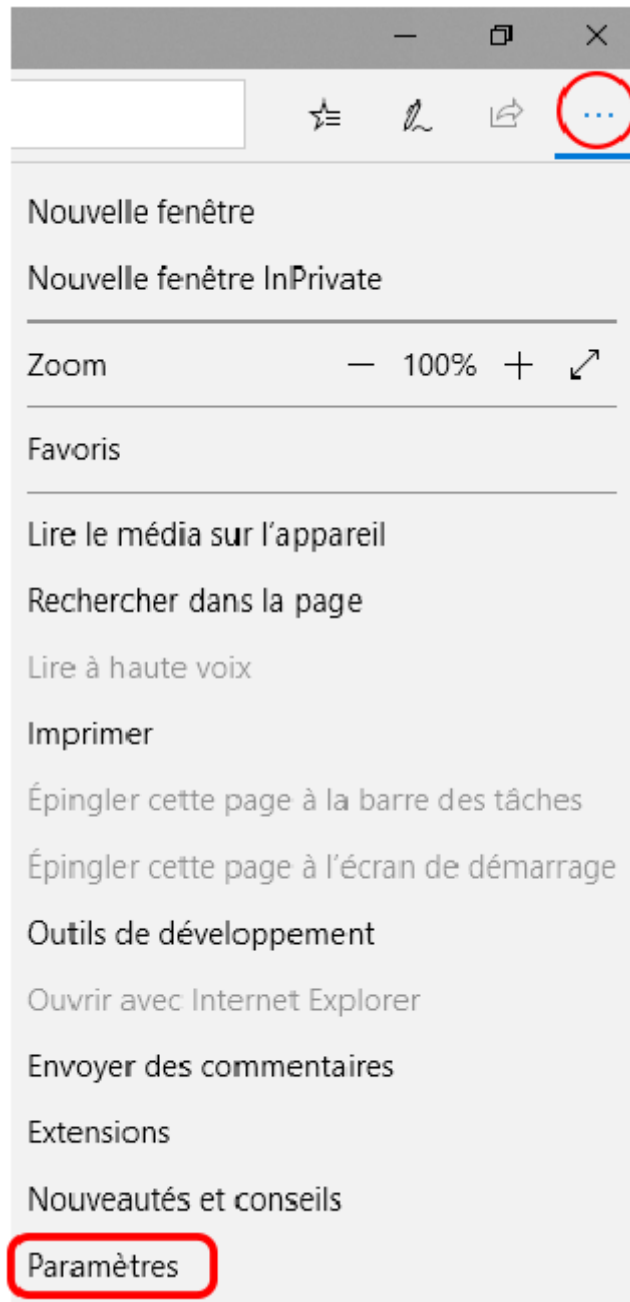 Nouvelle fenêtre
Nouvelle fenêtre InPrivate
Zoom — 100% +
Favoris
Lire le média sur l'appareil
Rechercher dans la page
Lire à haute voix
Imprimer
Épingler cette page à la barre des tâches
Épingler cette page à l'écran de démarrage
Outils de développement
Ouvrir avec Internet Explorer
Envoyer des commentaires
Extensions
Nouveautés et conseils
Paramètres